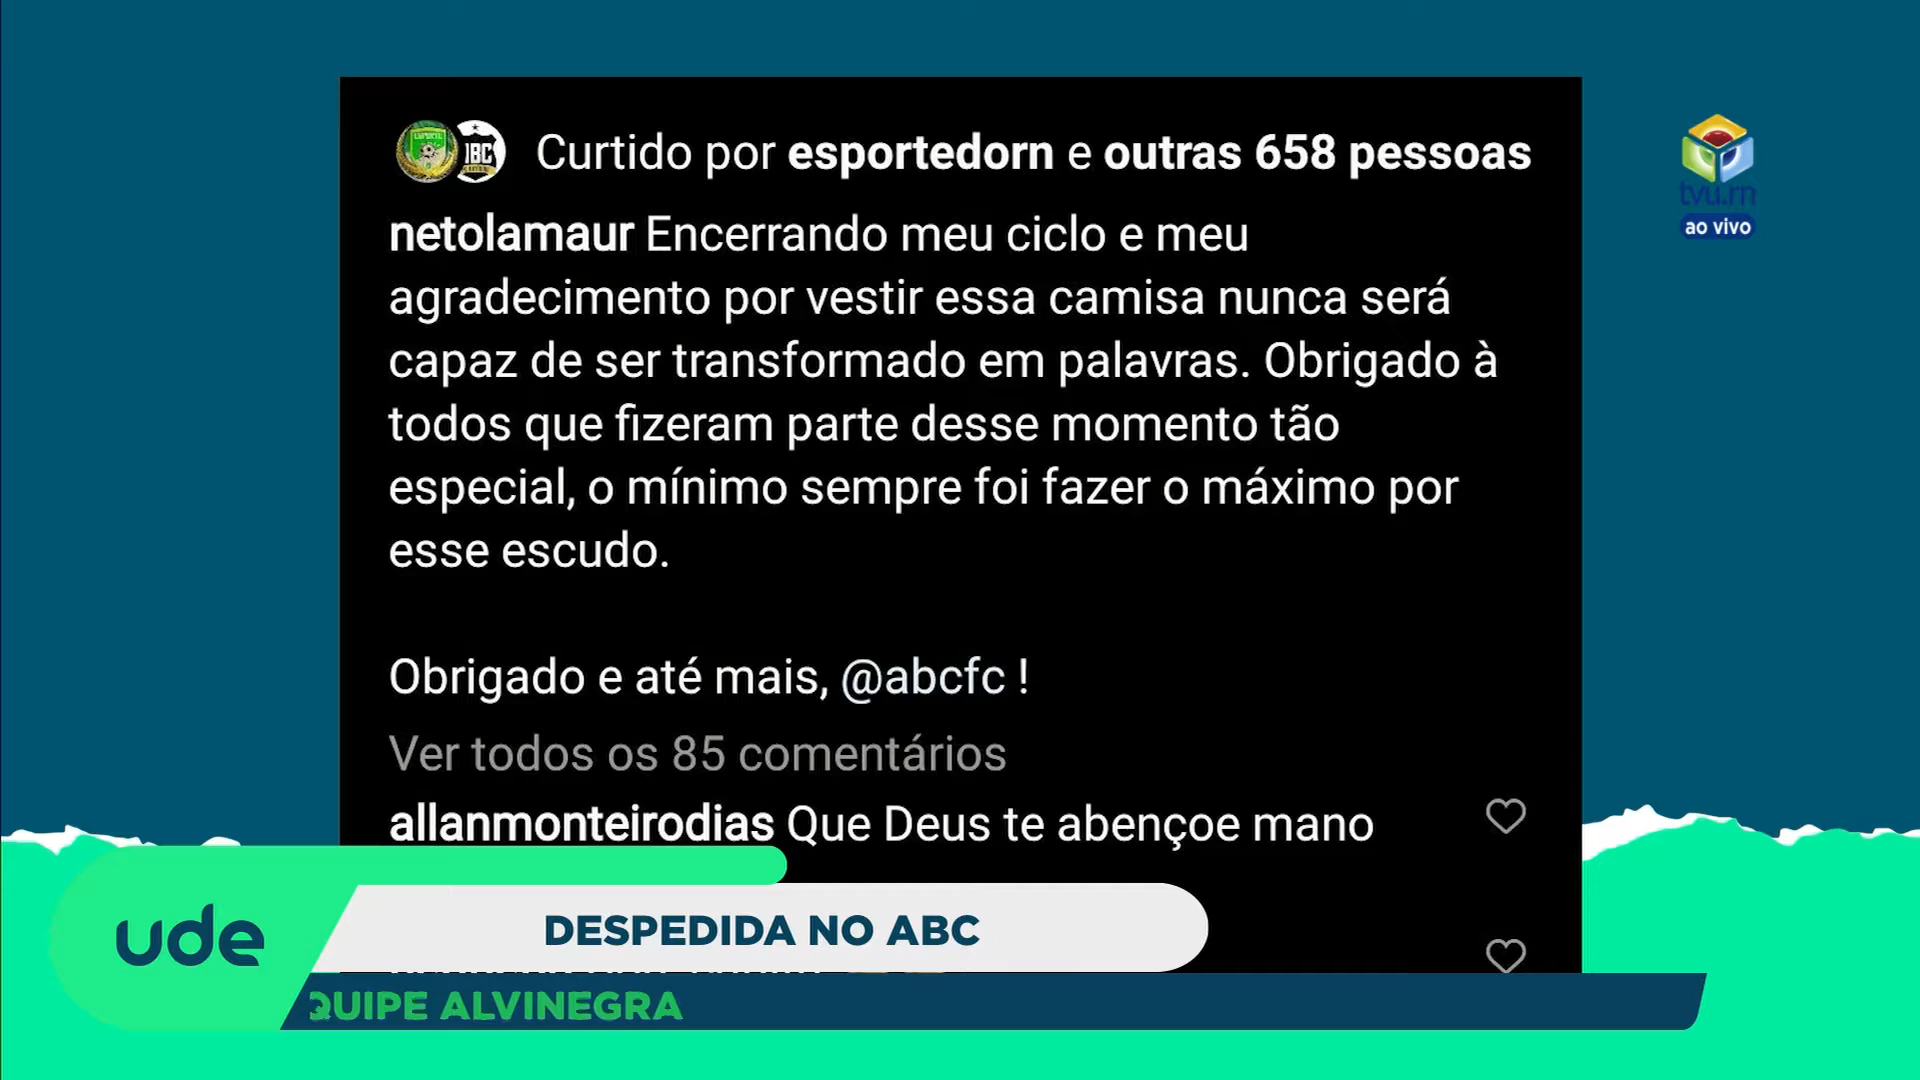 Curtido por esportedorn e outras 658 pessoas
netolamaur Encerrando meu ciclo e meu
agradecimento por vestir essa camisa nunca será
capaz de ser transformado em palavras. Obrigado à
todos que fizeram parte desse momento tão
especial, o mínimo sempre foi fazer o máximo por
esse escudo.
Obrigado e até mais, @abcfc !
Ver todos os 85 comentários
allanmonteirodias Que Deus te abençoe mano
tvu.rn
ao vivo
ude
DESPEDIDA NO ABC
QUIPE ALVINEGRA